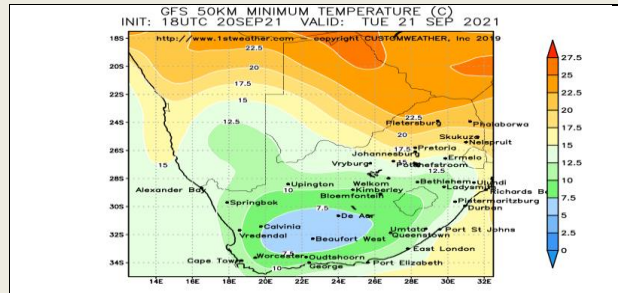 GFS 50KM MINIMUM TEMPERATURE (C)
INIT: 18UTC 20SEP21 VALID: TUE 21 SEP 2021
http://www.1stweather.com – copyright CUSTOMWEATHER, Inc 2019
18S
22.5
20S
20
17.5
22S
24S
22.5
Pietersburg
Phalaborwa
12.5
20
Skukuza
Nelspruit
26S
17.5
Pretoria
Johannesburg
15
Vryburg
15
Potchefstroom
Ermelo
12.5
28S
Alexander Bay
Upington
10
Welkom
Kimberley
Bloemfontein
Bethlehem
Ulundi
Ladysmith
Richards Be
30S
Springbok
7.5
De Aar
Pietermaritzburg
Durban
32S
Calvinia
Vredendal
Beaufort West
Umtata
Queenstown
Port St Johns
7.5
East London
34S
Cape Town
Worcester
Oudtshoorn
George
Port Elizabeth
10
14E 16E 18E 20E 22E 24E 26E 28E 30E 32E
27.5
25
22.5
20
17.5
15
12.5
10
7.5
5
2.5
0